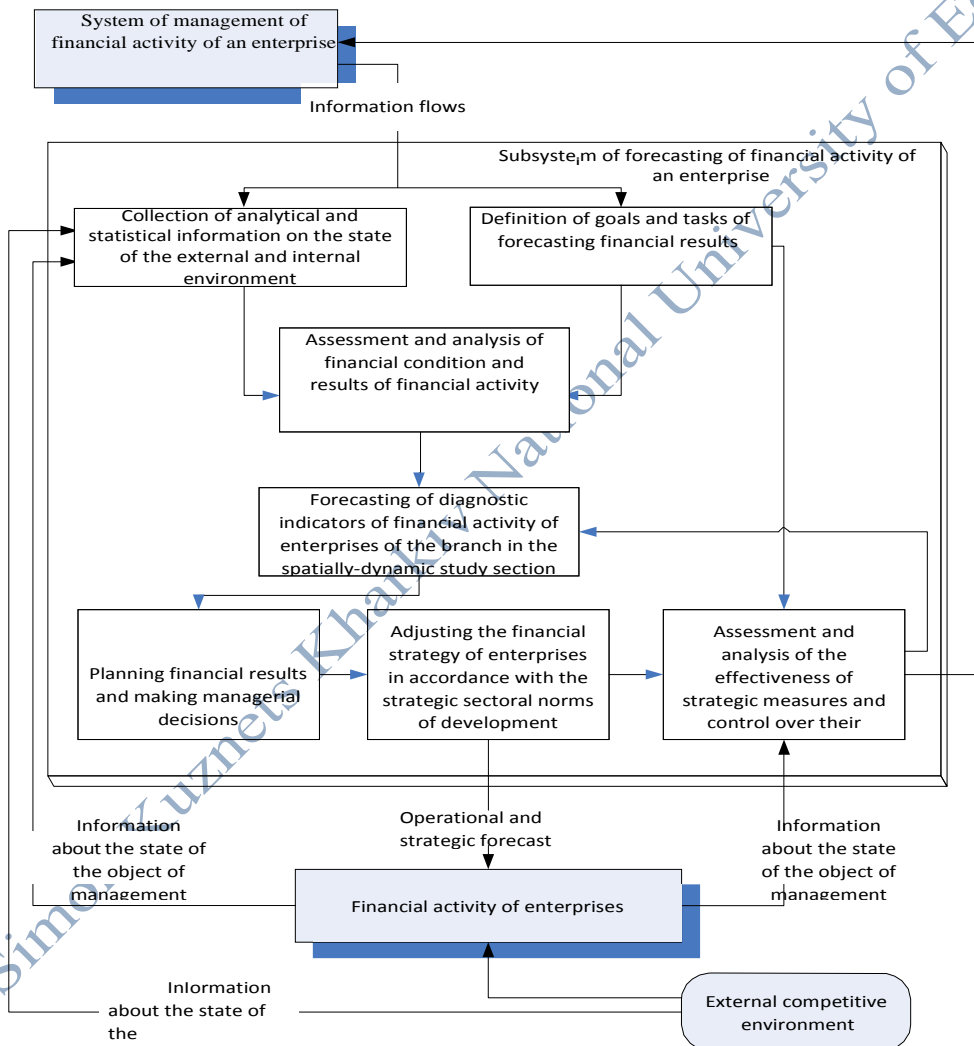 System of management of
financial activity of an enterprise
Information flows
Subsystem of forecasting of financial activity of
an enterprise
Collection of analytical and
statistical information on the state
of the external and internal
environment
Definition of goals and tasks of
forecasting financial results
Assessment and analysis of
financial condition and
results of financial activity
Forecasting of diagnostic
indicators of financial activity of
enterprises of the branch in the
spatially-dynamic study section
Planning financial results
and making managerial
decisions
Adjusting the financial
strategy of enterprises
in accordance with the
strategic sectoral norms
of development
Assessment and
analysis of the
effectiveness of
strategic measures and
control over their
Information
about the state of
the object of
management
Operational and
strategic forecast
Information
about the state
of the object of
management
Financial activity of enterprises
Information
about the state of
the
External competitive
environment
Simon Kuznets Kharkiv National University of